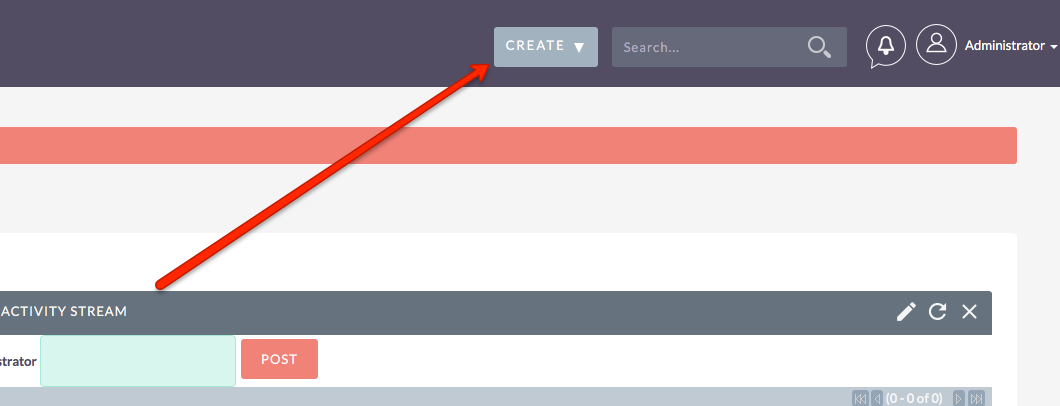 CREATE ▼
Search...
Administrator
ACTIVITY STREAM
strator
POST
(0 - 0 of 0)